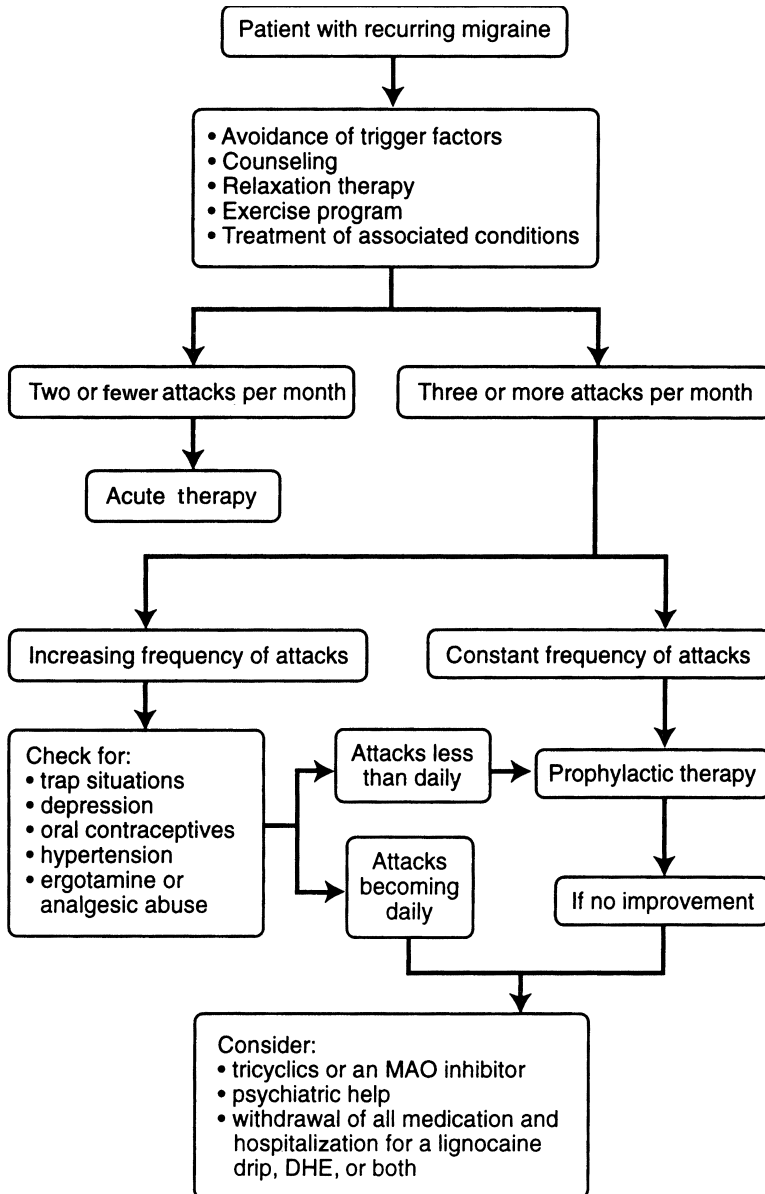 Patient with recurring migraine
• Avoidance of trigger factors
• Counseling
• Relaxation therapy
• Exercise program
• Treatment of associated conditions
Two or fewer attacks per month
Three or more attacks per month
Acute therapy
Increasing frequency of attacks
Constant frequency of attacks
Check for:
• trap situations
• depression
• oral contraceptives
• hypertension
• ergotamine or
analgesic abuse
Attacks less
than daily
Prophylactic therapy
Attacks
becoming
daily
If no improvement
Consider:
• tricyclics or an MAO inhibitor
• psychiatric help
• withdrawal of all medication and
hospitalization for a lignocaine
drip, DHE, or both